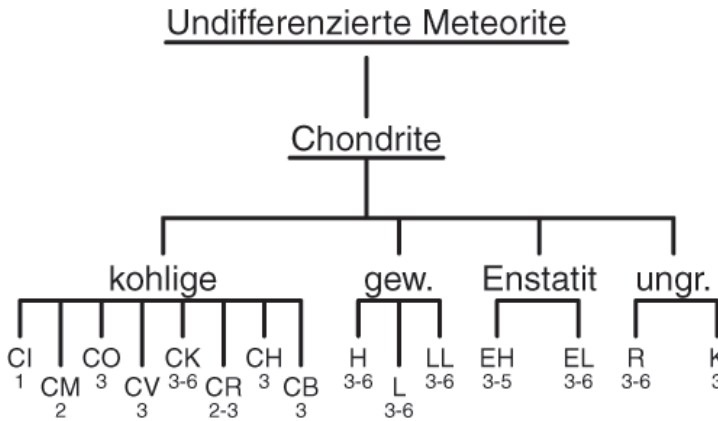 Undifferenzierte Meteorite
Chondrite
kohlige gew. Enstatit ungr.
CI CO CK CH H LL EH EL R K
1 3 3-6 3 3-6 3-6 3-5 3-6 3-6 3
CM CV CR CB L
2 3 2-3 3 3-6